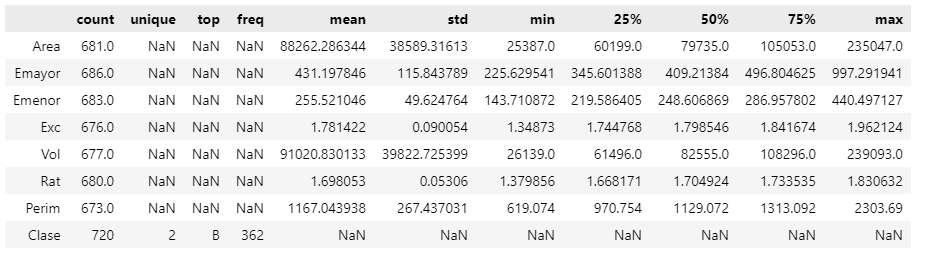 count unique top freq mean std min 25% 50% 75% max
Area 681.0 NaN NaN NaN 88262.286344 38589.31613 25387.0 60199.0 79735.0 105053.0 235047.0
Emayor 686.0 NaN NaN NaN 431.197846 115.843789 225.629541 345.601388 409.21384 496.804625 997.291941
Emenor 683.0 NaN NaN NaN 255.521046 49.624764 143.710872 219.586405 248.606869 286.957802 440.497127
Exc 676.0 NaN NaN NaN 1.781422 0.090054 1.34873 1.744768 1.798546 1.841674 1.962124
Vol 677.0 NaN NaN NaN 91020.830133 39822.725399 26139.0 61496.0 82555.0 108296.0 239093.0
Rat 680.0 NaN NaN NaN 1.698053 0.05306 1.379856 1.668171 1.704924 1.733535 1.830632
Perim 673.0 NaN NaN NaN 1167.043938 267.437031 619.074 970.754 1129.072 1313.092 2303.69
Clase 720 2 B 362 NaN NaN NaN NaN NaN NaN NaN